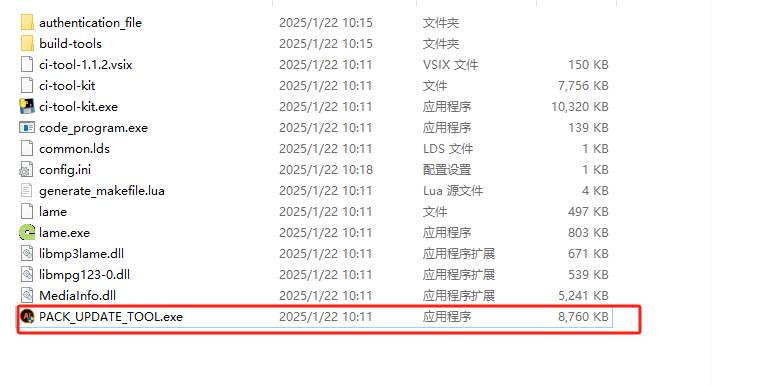 authentication_file 2025/1/22 10:15 文件夹
build-tools 2025/1/22 10:15 文件夹
ci-tool-1.1.2.vsix 2025/1/22 10:11 VSIX 文件 150 KB
ci-tool-kit 2025/1/22 10:11 文件 7,756 KB
ci-tool-kit.exe 2025/1/22 10:11 应用程序 10,320 KB
code_program.exe 2025/1/22 10:11 应用程序 139 KB
common.lds 2025/1/22 10:11 LDS 文件 1 KB
config.ini 2025/1/22 10:18 配置设置 1 KB
generate_makefile.lua 2025/1/22 10:11 Lua 源文件 4 KB
lame 2025/1/22 10:11 文件 497 KB
lame.exe 2025/1/22 10:11 应用程序 803 KB
libmp3lame.dll 2025/1/22 10:11 应用程序扩展 671 KB
libmpg123-0.dll 2025/1/22 10:11 应用程序扩展 539 KB
MediaInfo.dll 2025/1/22 10:11 应用程序扩展 5,241 KB
PACK_UPDATE_TOOL.exe 2025/1/22 10:11 应用程序 8,760 KB